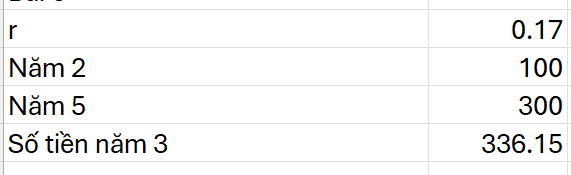 r 0.17
Năm 2 100
Năm 5 300
Số tiền năm 3 336.15